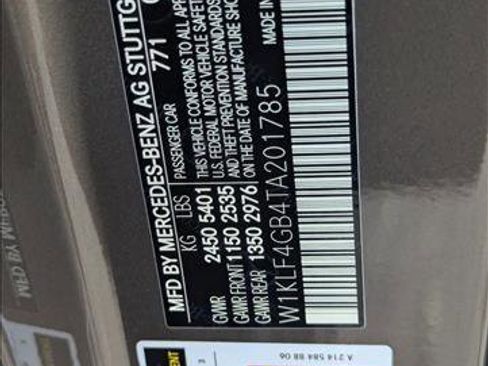 MFD BY MERCEDES-BENZ AG STUTTG
771
PASSENGER CAR
THIS VEHICLE CONFORMS TO ALL APP
U.S. FEDERAL MOTOR VEHICLE SAFET
AND THEFT PREVENTION STANDARDS
ON THE DATE OF MANUFACTURE SHO
MADE IN
KG LBS
GVWR 2450 5401
GAWR FRONT 1150 2535
GAWR REAR 1350 2976
W1KLF4GB4TA201785
A 214 584 88 06